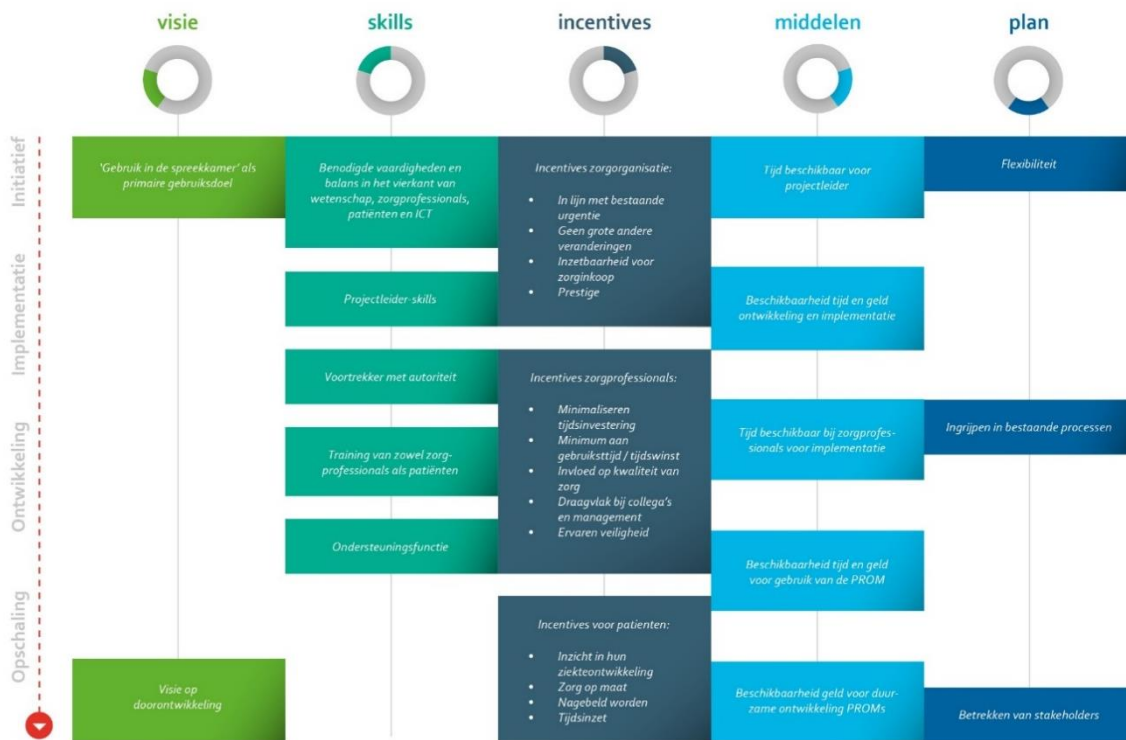 visie
skills
incentives
middelen
plan
Initiatief
Implementatie
Ontwikkeling
Opschaling
'Gebruik in de spreekkamer' als
primaire gebruiksdoel
Visie op
doorontwikkeling
Benodigde vaardigheden en
balans in het vierkant van
wetenschap, zorgprofessionals,
patiënten en ICT
Projectleider-skills
Voortrekker met autoriteit
Training van zowel zorg-
professionals als patiënten
Ondersteuningsfunctie
Incentives zorgorganisatie:
• In lijn met bestaande
urgentie
• Geen grote andere
veranderingen
• Inzetbaarheid voor
zorginkoop
• Prestige
Incentives zorgprofessionals:
• Minimaliseren
tijdsinvestering
• Minimum aan
gebruiksttijd / tijdswinst
• Invloed op kwaliteit van
zorg
• Draagvlak bij collega's
en management
• Ervaren veiligheid
Incentives voor patienten:
• Inzicht in hun
ziekteontwikkeling
• Zorg op maat
• Nagebeld worden
• Tijdsinzet
Tijd beschikbaar voor
projectleider
Beschikbaarheid tijd en geld
ontwikkeling en implementatie
Tijd beschikbaar bij zorgprofes-
sionals voor implementatie
Beschikbaarheid tijd en geld
voor gebruik van de PROM
Beschikbaarheid geld voor duur-
zame ontwikkeling PROMs
Flexibiliteit
Ingrijpen in bestaande processen
Betrekken van stakeholders